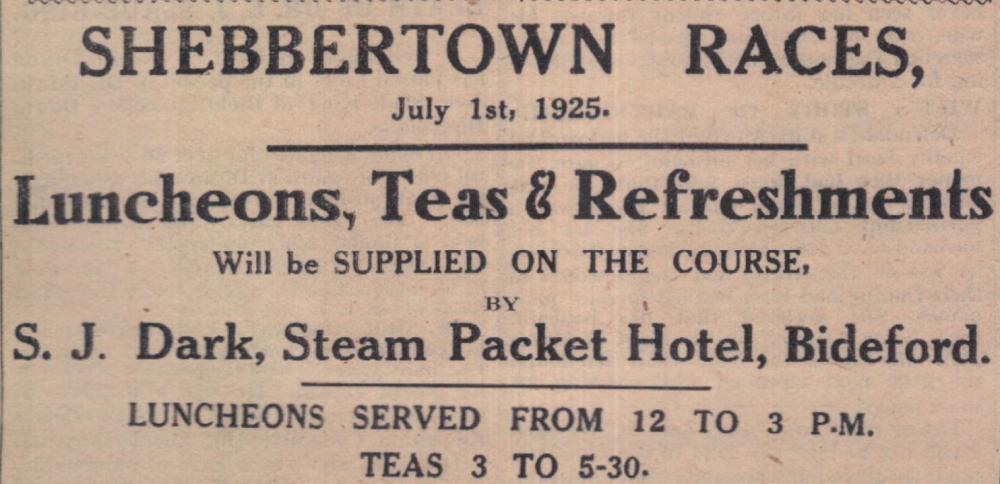 SHEBBERTOWN RACES,
July 1st, 1925.
Luncheons, Teas & Refreshments
Will be SUPPLIED ON THE COURSE,
BY
S. J. Dark, Steam Packet Hotel, Bideford.
LUNCHEONS SERVED FROM 12 TO 3 P.M.
TEAS 3 TO 5-30.